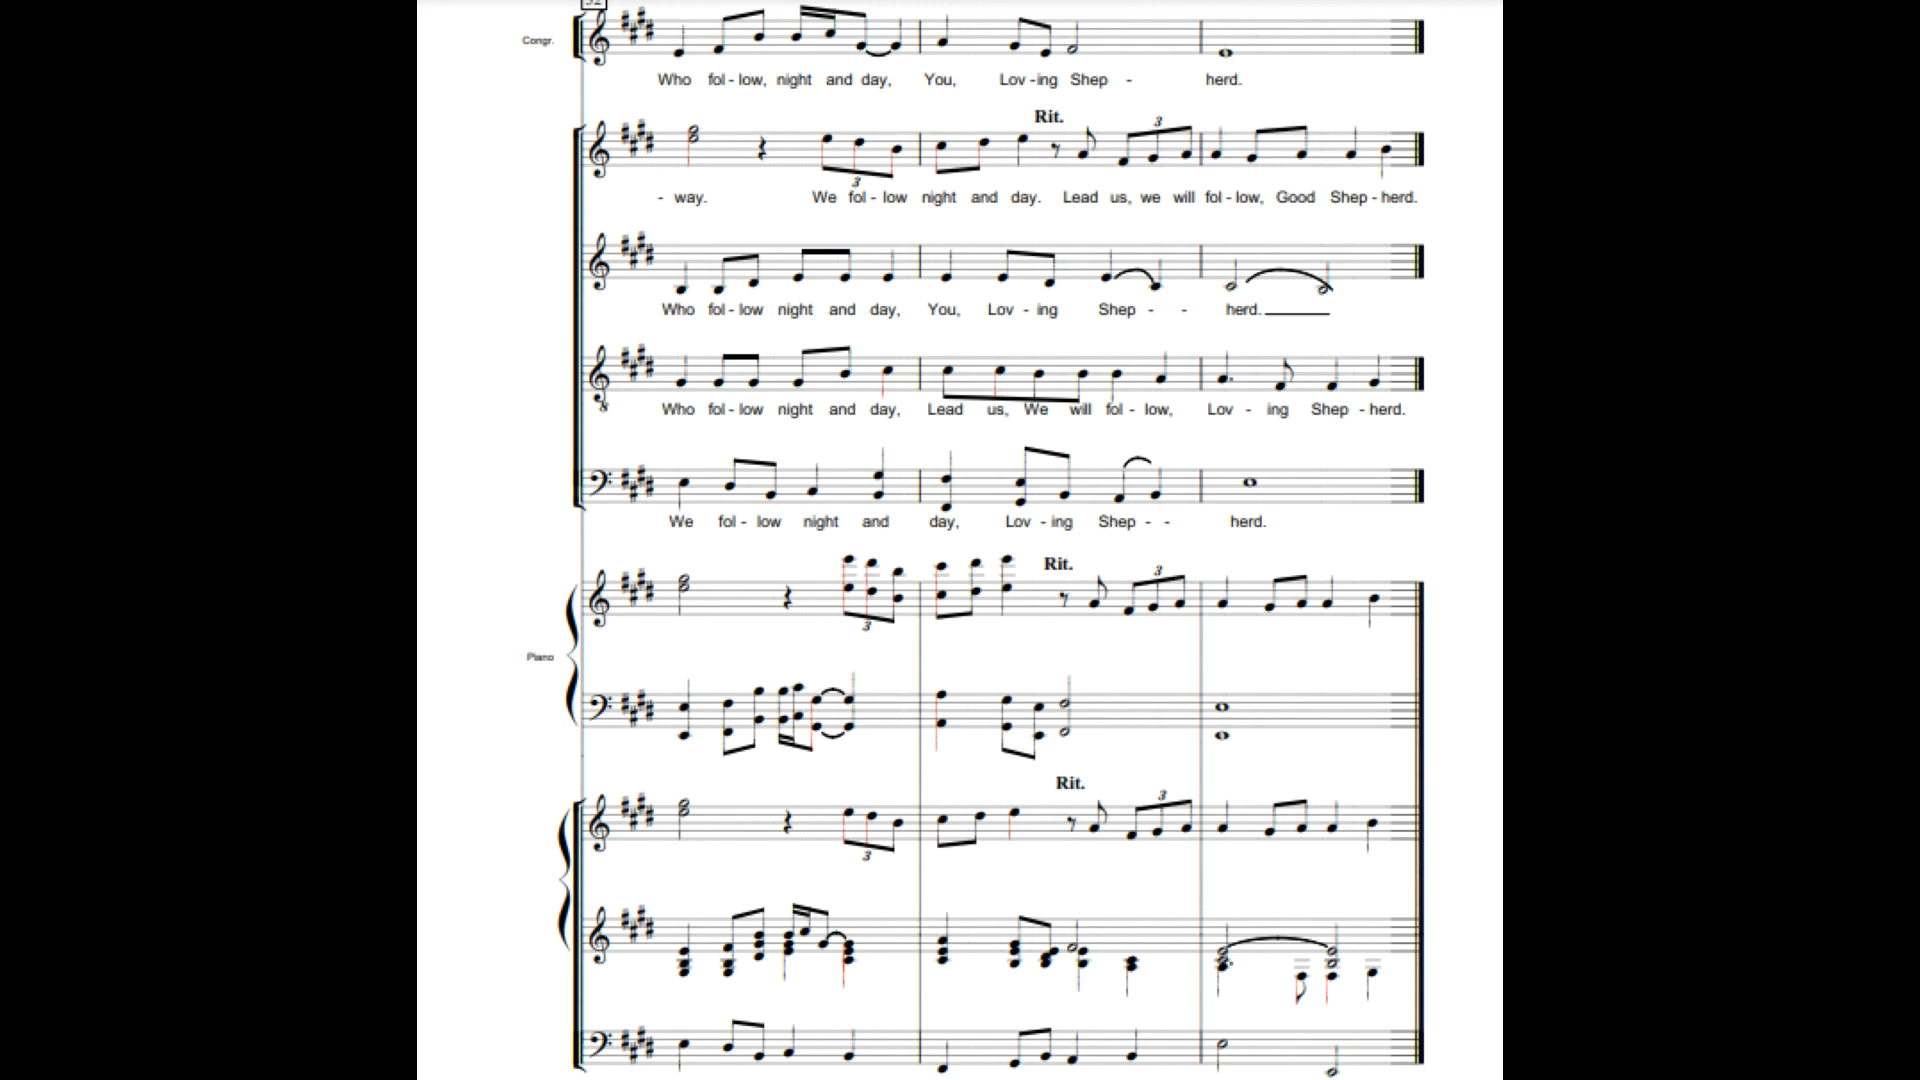 32
Congr.
Who fol - low, night and day, You, Lov - ing Shep - herd.
Rit.
3
3
- way. We fol - low night and day. Lead us, we will fol - low, Good Shep - herd.
Who fol - low night and day, You, Lov - ing Shep - - herd.
8
Who fol - low night and day, Lead us, We will fol - low, Lov - ing Shep - herd.
We fol - low night and day, Lov - ing Shep - - herd.
Rit.
3
3
Piano
Rit.
3
3